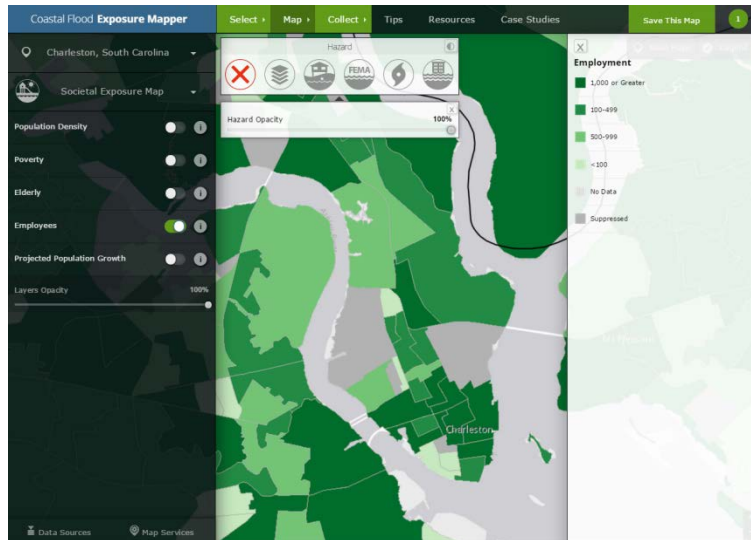 Coastal Flood Exposure Mapper
Select
Map
Collect
Tips
Resources
Case Studies
Save This Map
1
Charleston, South Carolina
Societal Exposure Map
Population Density
i
Poverty
i
Elderly
i
Employees
i
Projected Population Growth
i
Layers Opacity 100%
Data Sources
Map Services
Hazard
FEMA
x
Hazard Opacity 100%
Charleston
X
Employment
1,000 or Greater
100-499
500-999
<100
No Data
Suppressed